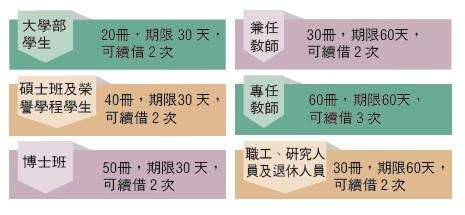 大學部
學生
20冊，期限 30 天，
可續借 2 次
碩士班及榮
譽學程學生
40冊，期限30 天，
可續借 2 次
博士班
50冊，期限30 天，
可續借 2 次
兼任
教師
30冊，期限60天，
可續借 2 次
專任
教師
60冊，期限60天，
可續借 3 次
職工、研究人
員及退休人員
30冊，期限60天，
可續借 2 次